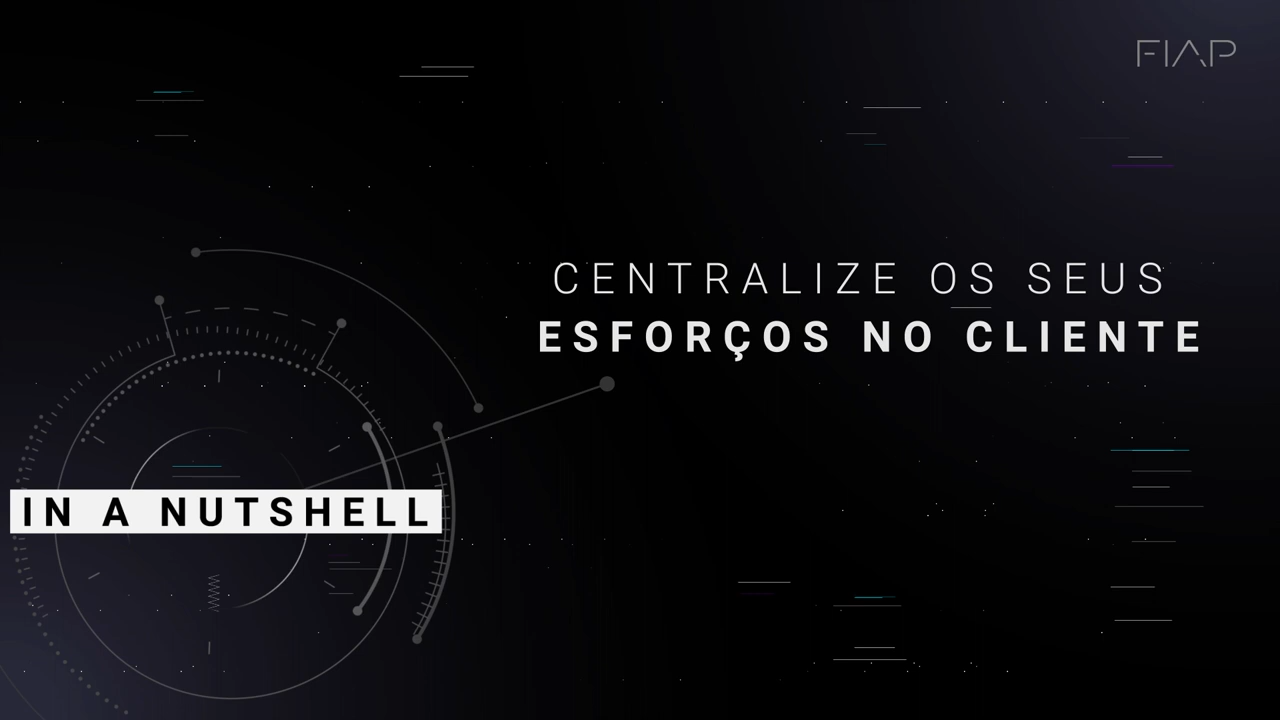 FIAP
CENTRALIZE OS SEUS
ESFORÇOS NO CLIENTE
IN A NUTSHELL